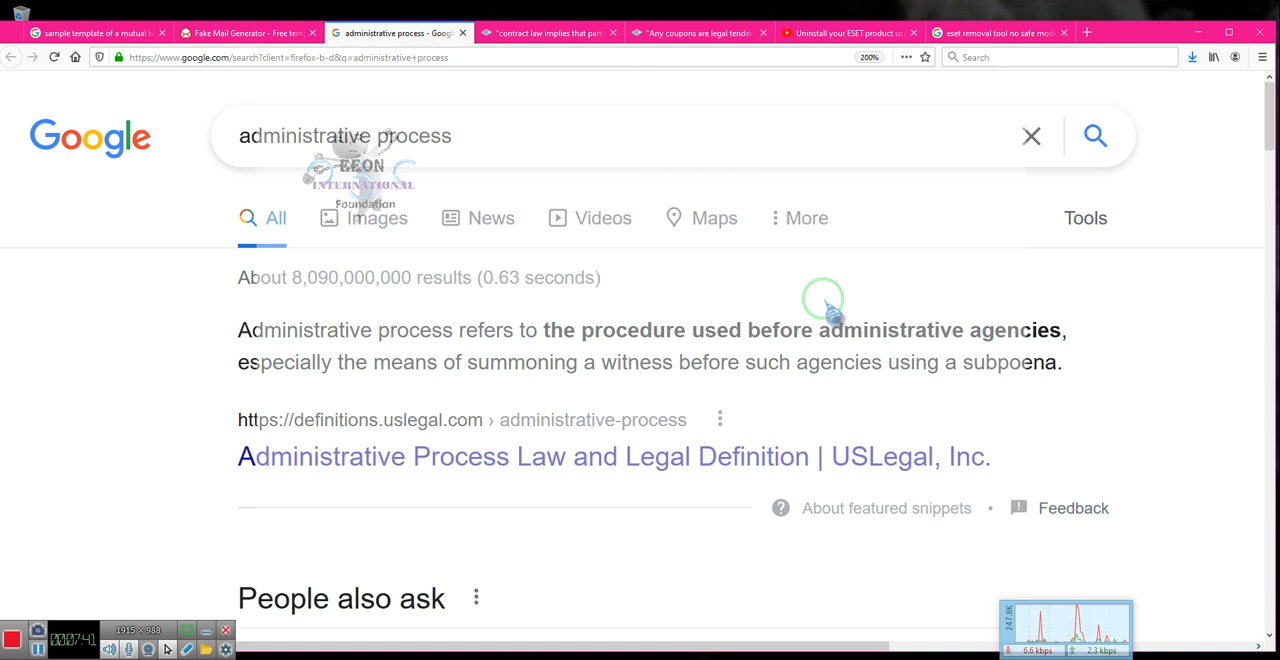 sample template of a mutual b
Fake Mail Generator - Free tem
administrative process - Goog
"contract law implies that parti
"Any coupons are legal tender
Uninstall your ESET product us
eset removal tool no safe mod
https://www.google.com/search?client=firefox-b-d&q=administrative+process
200%
Search
Google
administrative process
EEON
INTERNATIONAL
Foundation
All
Images
News
Videos
Maps
More
Tools
About 8,090,000,000 results (0.63 seconds)
Administrative process refers to the procedure used before administrative agencies,
especially the means of summoning a witness before such agencies using a subpoena.
https://definitions.uslegal.com › administrative-process
Administrative Process Law and Legal Definition | USLegal, Inc.
About featured snippets • Feedback
People also ask
00:07:41
1915 × 988
247.8K
6.6 kbps
2.3 kbps